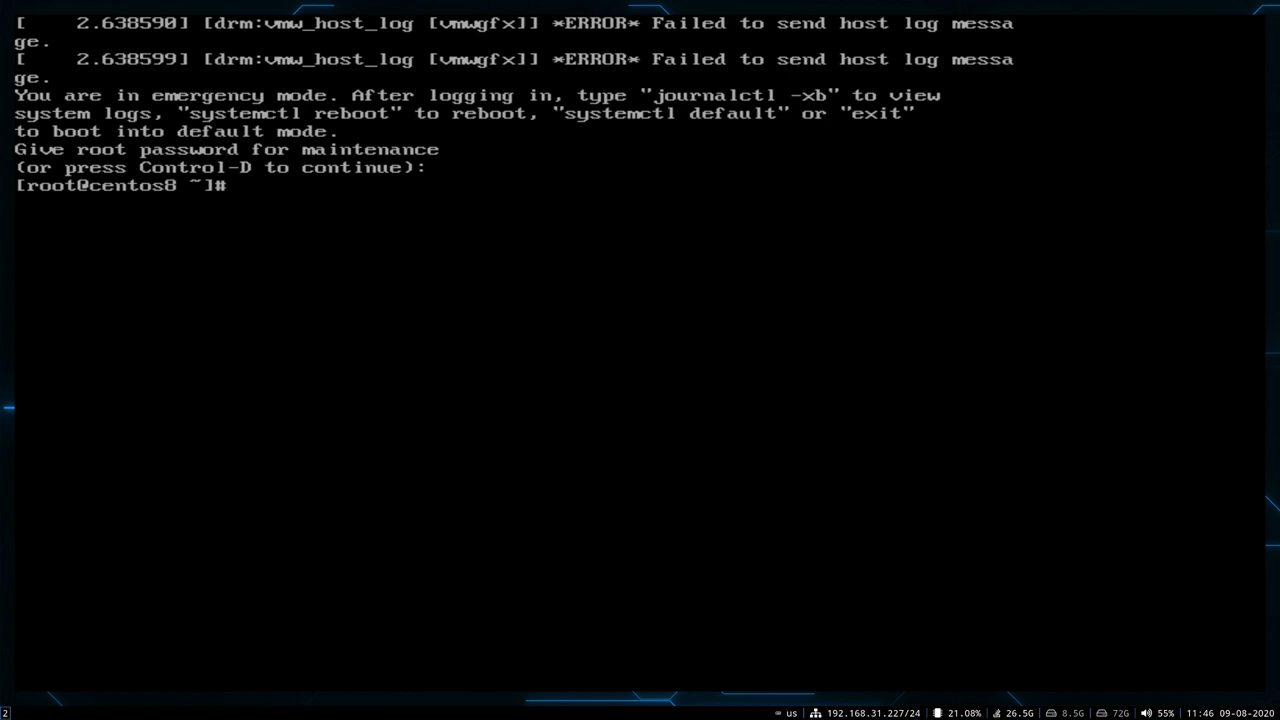 [    2.638590] [drm:vmw_host_log [vmwgfx]] *ERROR* Failed to send host log messa
ge.
[    2.638599] [drm:vmw_host_log [vmwgfx]] *ERROR* Failed to send host log messa
ge.
You are in emergency mode. After logging in, type "journalctl -xb" to view
system logs, "systemctl reboot" to reboot, "systemctl default" or "exit"
to boot into default mode.
Give root password for maintenance
(or press Control-D to continue):
[root@centos8 ~]#
2 us 192.168.31.227/24 21.08% 26.5G 8.5G 72G 55% 11:46 09-08-2020